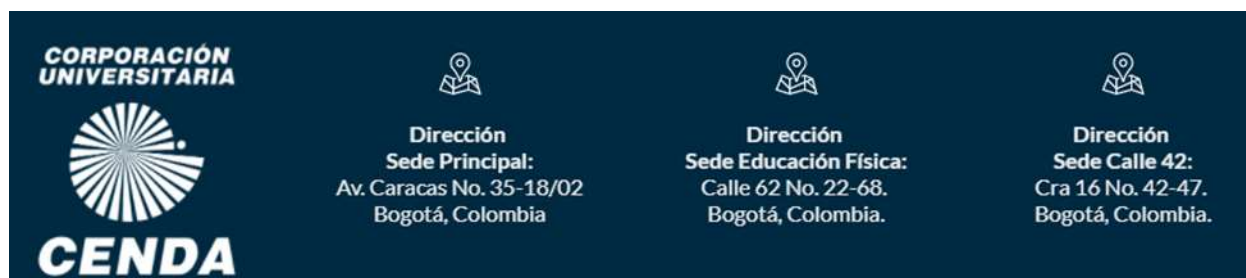 CORPORACIÓN
UNIVERSITARIA
CENDA
Dirección
Sede Principal:
Av. Caracas No. 35-18/02
Bogotá, Colombia
Dirección
Sede Educación Física:
Calle 62 No. 22-68.
Bogotá, Colombia.
Dirección
Sede Calle 42:
Cra 16 No. 42-47.
Bogotá, Colombia.